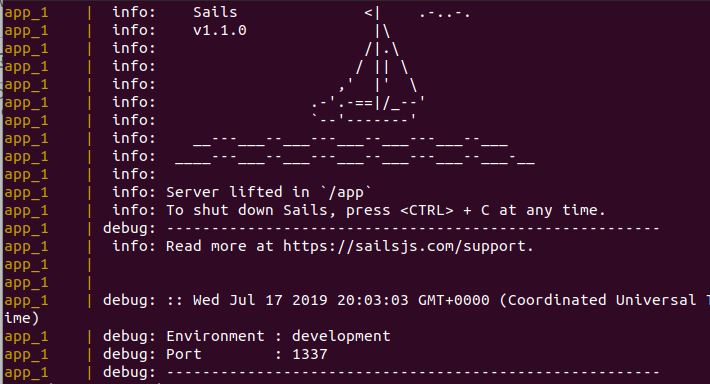 app_1    |  info:    Sails              <|    .-..-.
app_1    |  info:    v1.1.0              |\
app_1    |  info:                       /|.\
app_1    |  info:                      / || \
app_1    |  info:                    ,'  |'  \
app_1    |  info:                 .-'.-==|/_--'
app_1    |  info:                 `--'-------'
app_1    |  info:    __---___--___---___--___---___--___
app_1    |  info:  ____---___--___---___--___---___--___-__
app_1    |  info:
app_1    |  info: Server lifted in `/app`
app_1    |  info: To shut down Sails, press <CTRL> + C at any time.
app_1    | debug: -------------------------------------------------------
app_1    |  info: Read more at https://sailsjs.com/support.
app_1    |
app_1    |
app_1    | debug: :: Wed Jul 17 2019 20:03:03 GMT+0000 (Coordinated Universal T
ime)
app_1    | debug: Environment : development
app_1    | debug: Port        : 1337
app_1    | debug: -------------------------------------------------------